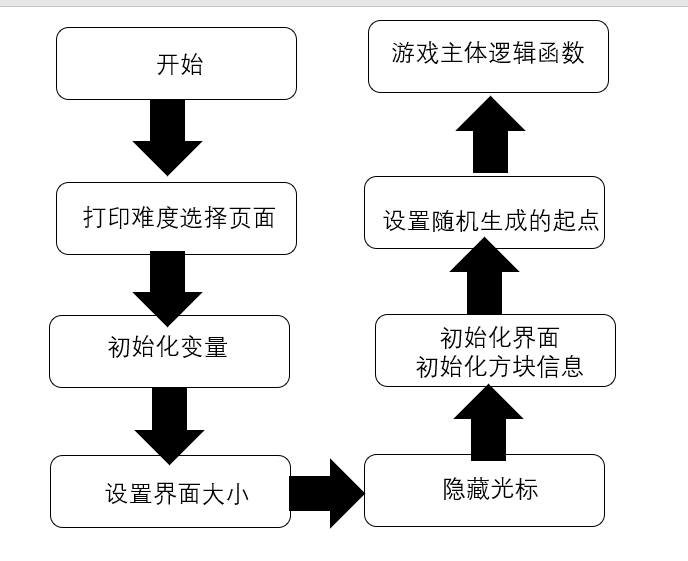 开始
打印难度选择页面
初始化变量
设置界面大小
隐藏光标
初始化界面
初始化方块信息
设置随机生成的起点
游戏主体逻辑函数